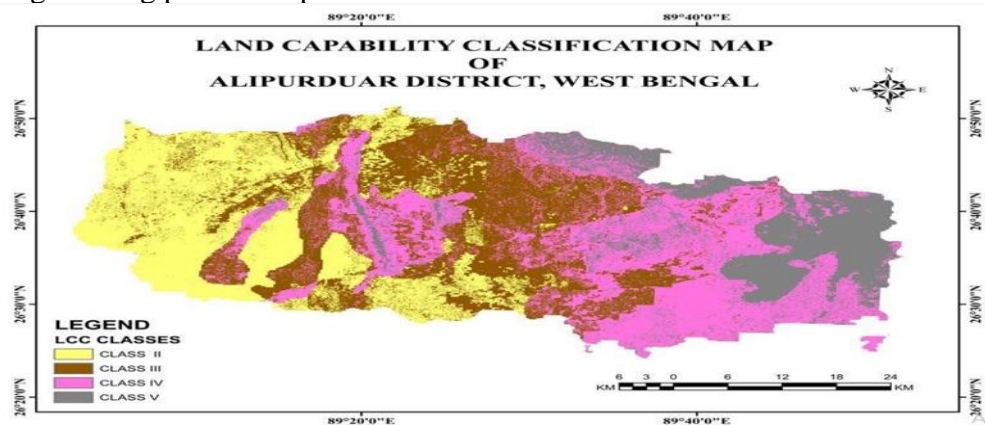 89°20'0"E 89°40'0"E
LAND CAPABILITY CLASSIFICATION MAP
OF
ALIPURDUAR DISTRICT, WEST BENGAL
N
W E
S
26°50'0"N 26°50'0"N
26°40'0"N 26°40'0"N
26°30'0"N 26°30'0"N
26°20'0"N 26°20'0"N
LEGEND
LCC CLASSES
CLASS II
CLASS III
CLASS IV
CLASS V
6 3 0 6 12 18 24
KM KM
89°20'0"E 89°40'0"E